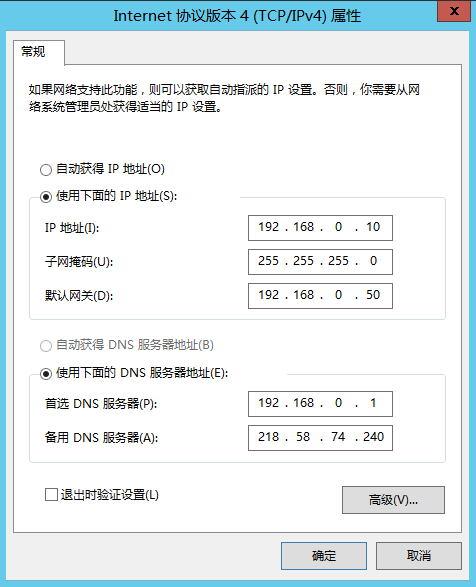 Internet 协议版本 4 (TCP/IPv4) 属性
x
常规
如果网络支持此功能，则可以获取自动指派的 IP 设置。否则，你需要从网
络系统管理员处获得适当的 IP 设置。
自动获得 IP 地址(O)
使用下面的 IP 地址(S):
IP 地址(I): 192 . 168 . 0 . 10
子网掩码(U): 255 . 255 . 255 . 0
默认网关(D): 192 . 168 . 0 . 50
自动获得 DNS 服务器地址(B)
使用下面的 DNS 服务器地址(E):
首选 DNS 服务器(P): 192 . 168 . 0 . 1
备用 DNS 服务器(A): 218 . 58 . 74 . 240
退出时验证设置(L)
高级(V)...
确定
取消